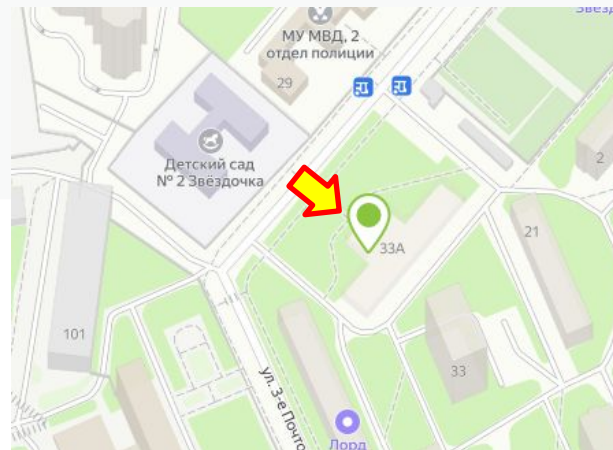 МУ МВД, 2
отдел полиции
29
Детский сад
№ 2 Звёздочка
2
21
33А
101
33
ул. 3-е Почто
Лорд